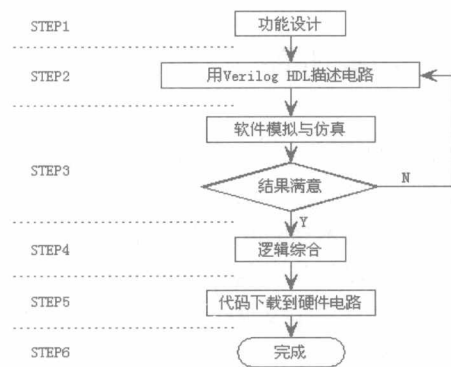 STEP1
功能设计
STEP2
用Verilog HDL描述电路
软件模拟与仿真
STEP3
结果满意
N
Y
STEP4
逻辑综合
STEP5
代码下载到硬件电路
STEP6
完成